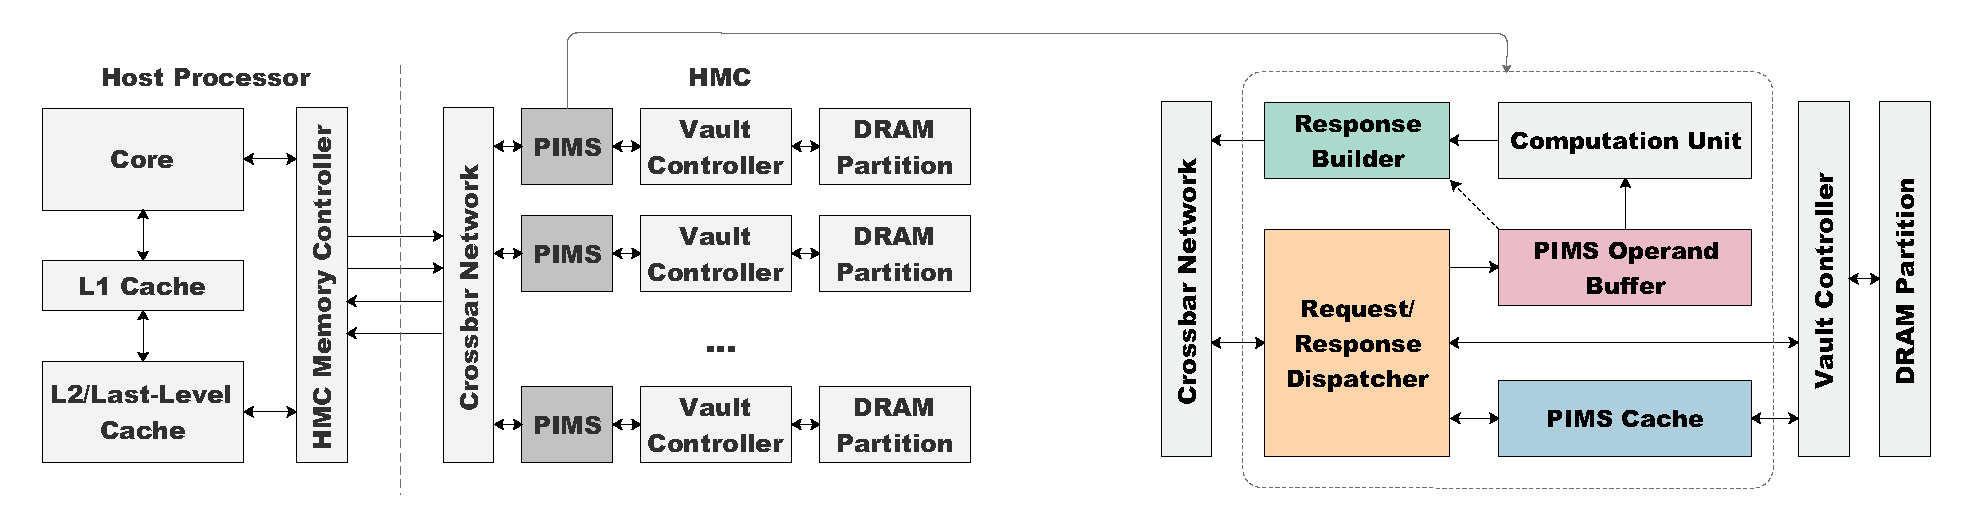 Host Processor
Core
L1 Cache
L2/Last-Level
Cache
HMC Memory Controller
HMC
Crossbar Network
PIMS
Vault
Controller
DRAM
Partition
PIMS
Vault
Controller
DRAM
Partition
...
PIMS
Vault
Controller
DRAM
Partition
Crossbar Network
Response
Builder
Computation Unit
PIMS Operand
Buffer
Request/
Response
Dispatcher
PIMS Cache
Vault Controller
DRAM Partition